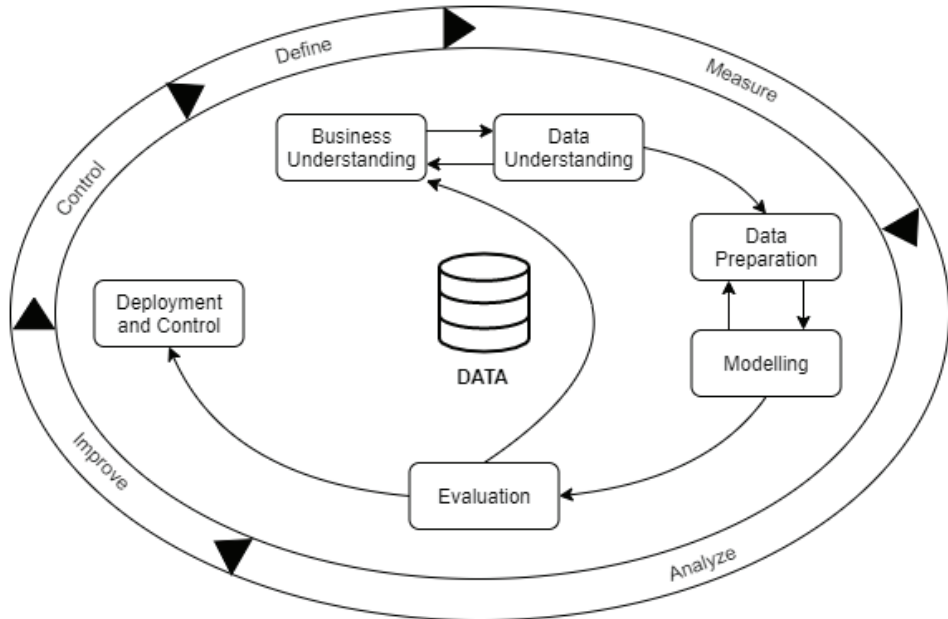 Define
Measure
Business
Understanding
Data
Understanding
Control
Data
Preparation
Deployment
and Control
DATA
Modelling
Improve
Evaluation
Analyze